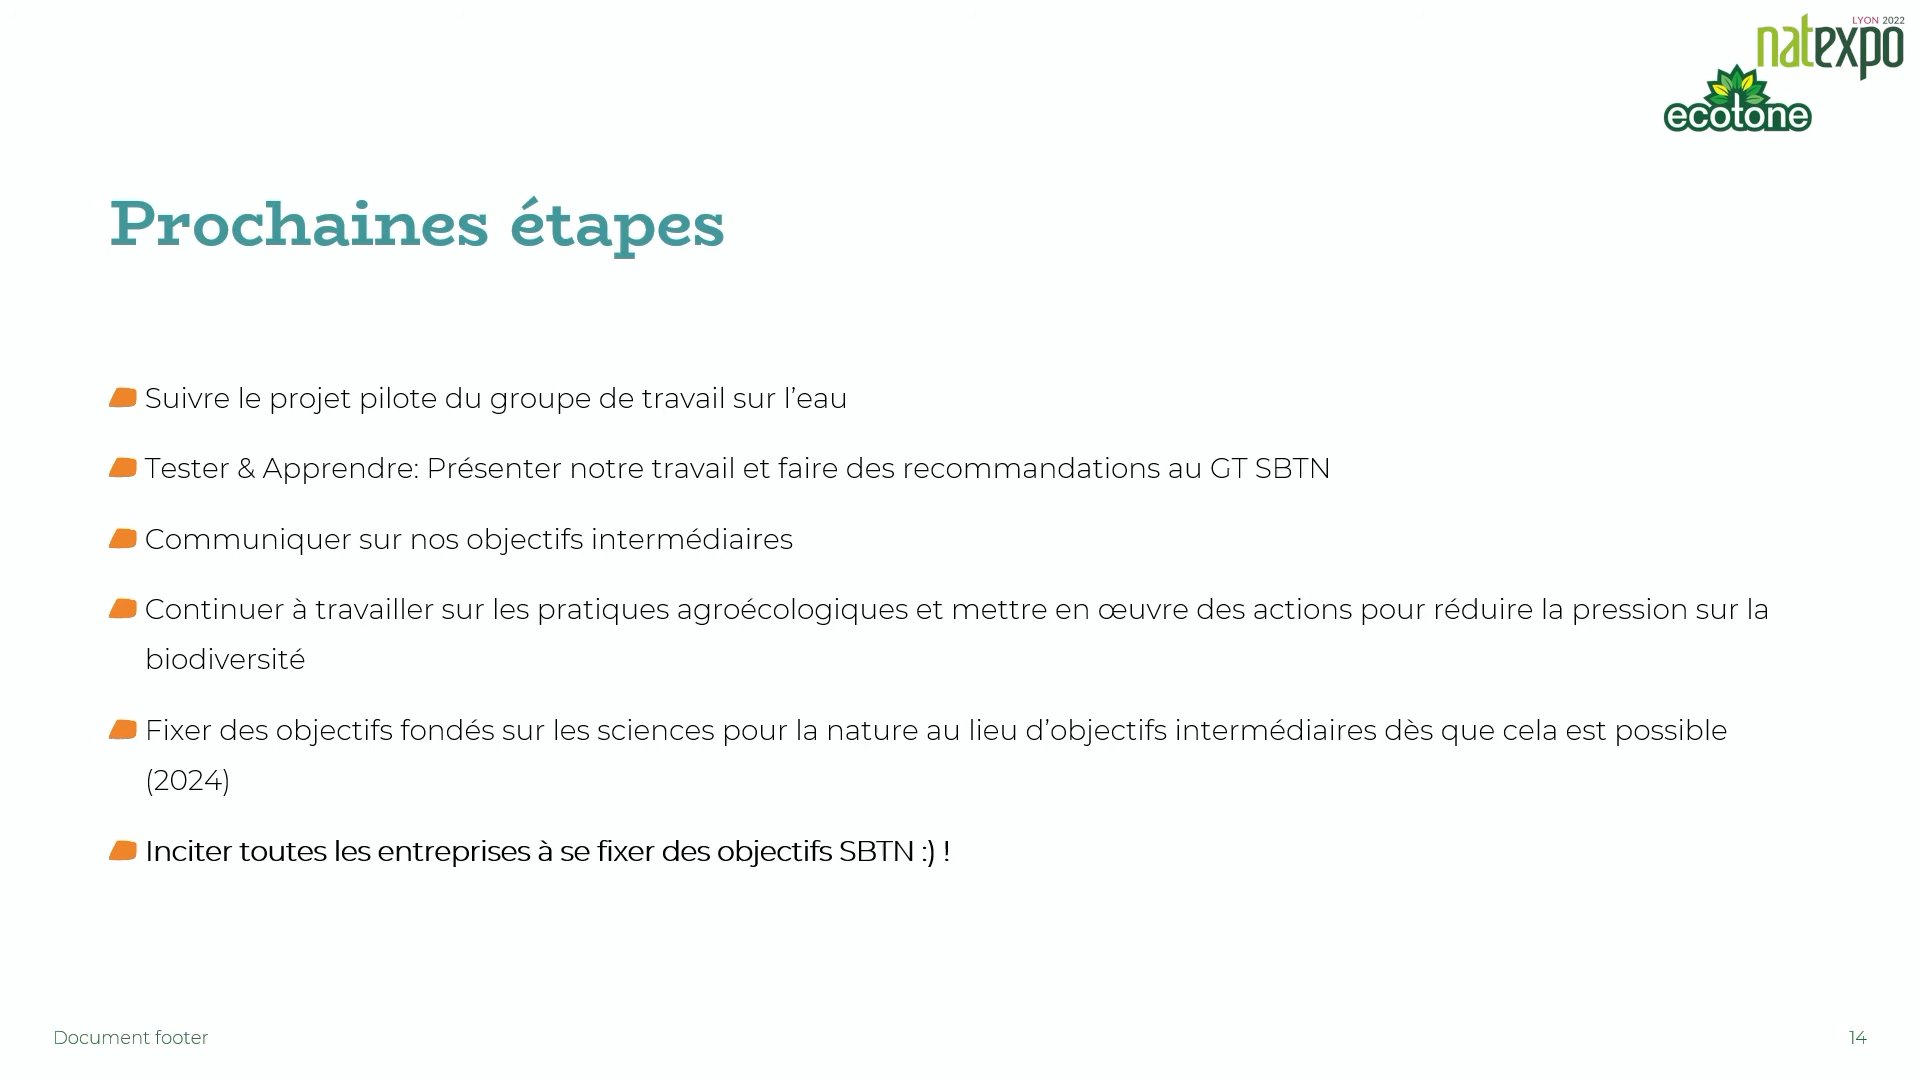 LYON 2022
natexpo
ecotone
Prochaines étapes
Suivre le projet pilote du groupe de travail sur l’eau
Tester & Apprendre: Présenter notre travail et faire des recommandations au GT SBTN
Communiquer sur nos objectifs intermédiaires
Continuer à travailler sur les pratiques agroécologiques et mettre en œuvre des actions pour réduire la pression sur la
biodiversité
Fixer des objectifs fondés sur les sciences pour la nature au lieu d’objectifs intermédiaires dès que cela est possible
(2024)
Inciter toutes les entreprises à se fixer des objectifs SBTN :) !
Document footer
14